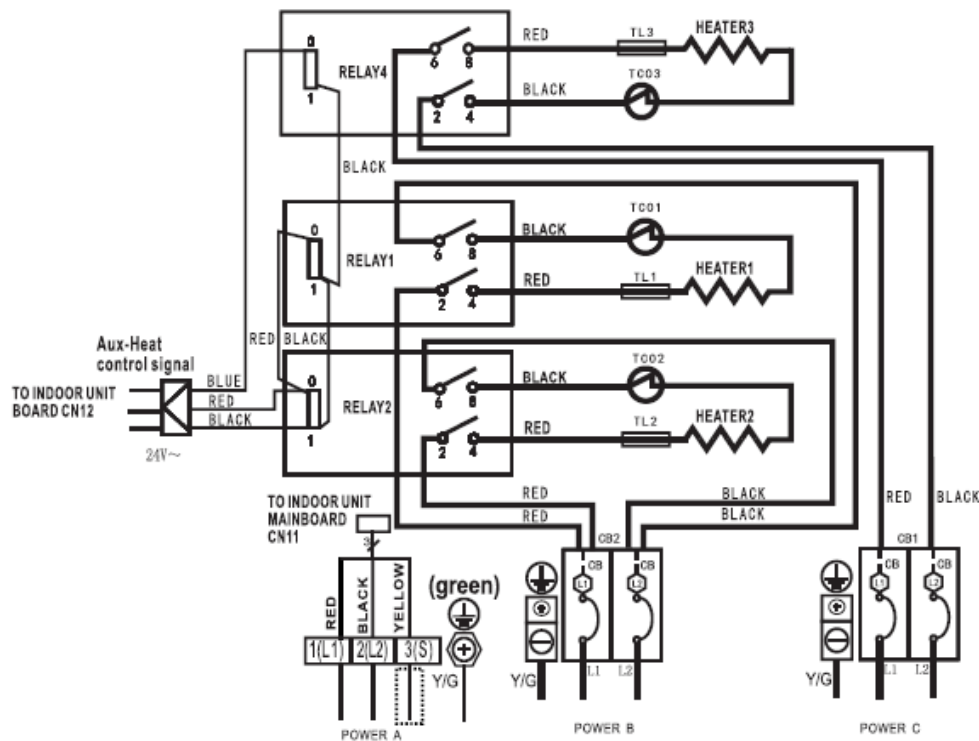 0
1
RELAY4
6
8
2
4
RED
TL3
HEATER3
BLACK
TCO3
BLACK
0
1
RELAY1
6
8
2
4
BLACK
TCO1
RED
TL1
HEATER1
RED BLACK
Aux-Heat
control signal
TO INDOOR UNIT
BOARD CN12
BLUE
RED
BLACK
24V~
0
1
RELAY2
6
8
2
4
BLACK
TCO2
RED
TL2
HEATER2
RED
RED
BLACK
BLACK
RED
BLACK
TO INDOOR UNIT
MAINBOARD
CN11
3
RED
BLACK
YELLOW
(green)
1(L1) 2(L2) 3(S)
Y/G
POWER A
CB2
CB CB
L1 L2
Y/G
L1 L2
POWER B
CB1
CB CB
L1 L2
Y/G
L1 L2
POWER C